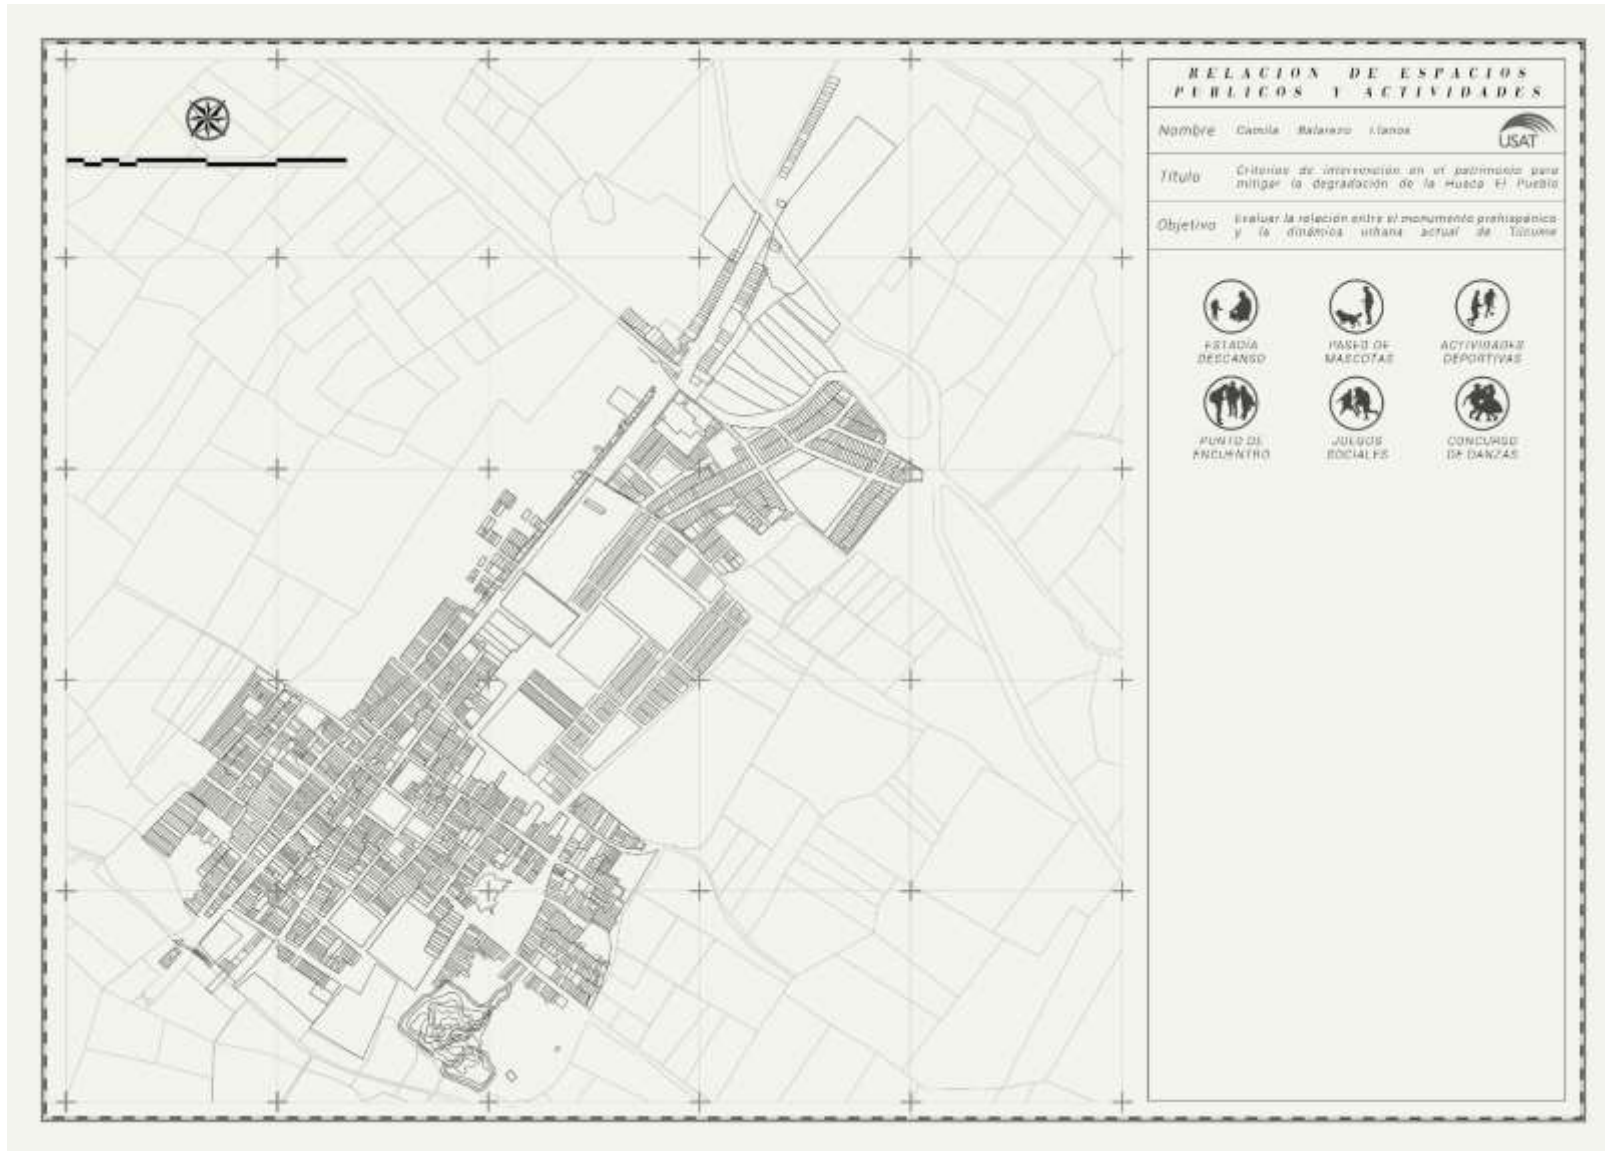 RELACION DE ESPACIOS
PUBLICOS Y ACTIVIDADES
Nombre Camila Balarezo Llanos
USAT
Título Criterios de intervención en el patrimonio para
mitigar la degradación de la Huaca El Pueblo
Objetivo Evaluar la relación entre el monumento prehispánico
y la dinámica urbana actual de Túcume
ESTADÍA
DESCANSO
PASEO DE
MASCOTAS
ACTIVIDADES
DEPORTIVAS
PUNTO DE
ENCUENTRO
JUEGOS
SOCIALES
CONCURSO
DE DANZAS